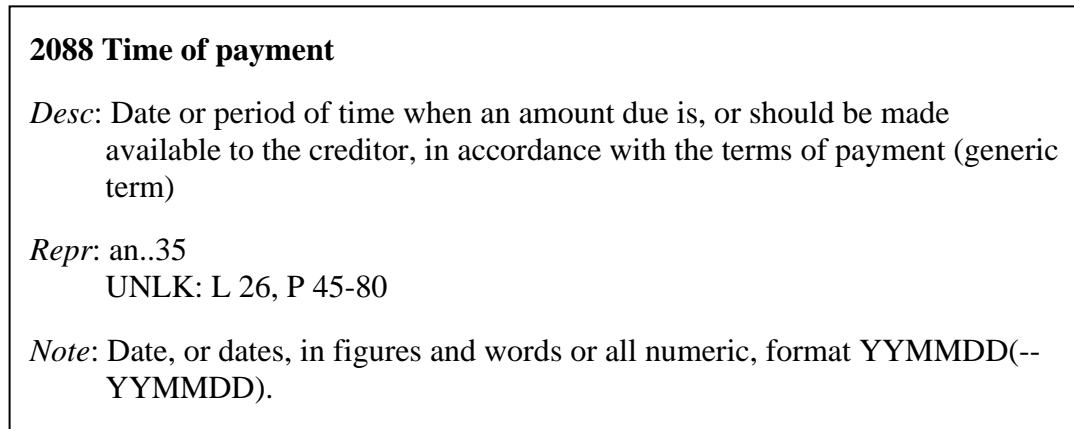 2088 Time of payment
Desc: Date or period of time when an amount due is, or should be made
available to the creditor, in accordance with the terms of payment (generic
term)
Repr: an..35
UNLK: L 26, P 45-80
Note: Date, or dates, in figures and words or all numeric, format YYMMDD(--
YYMMDD).